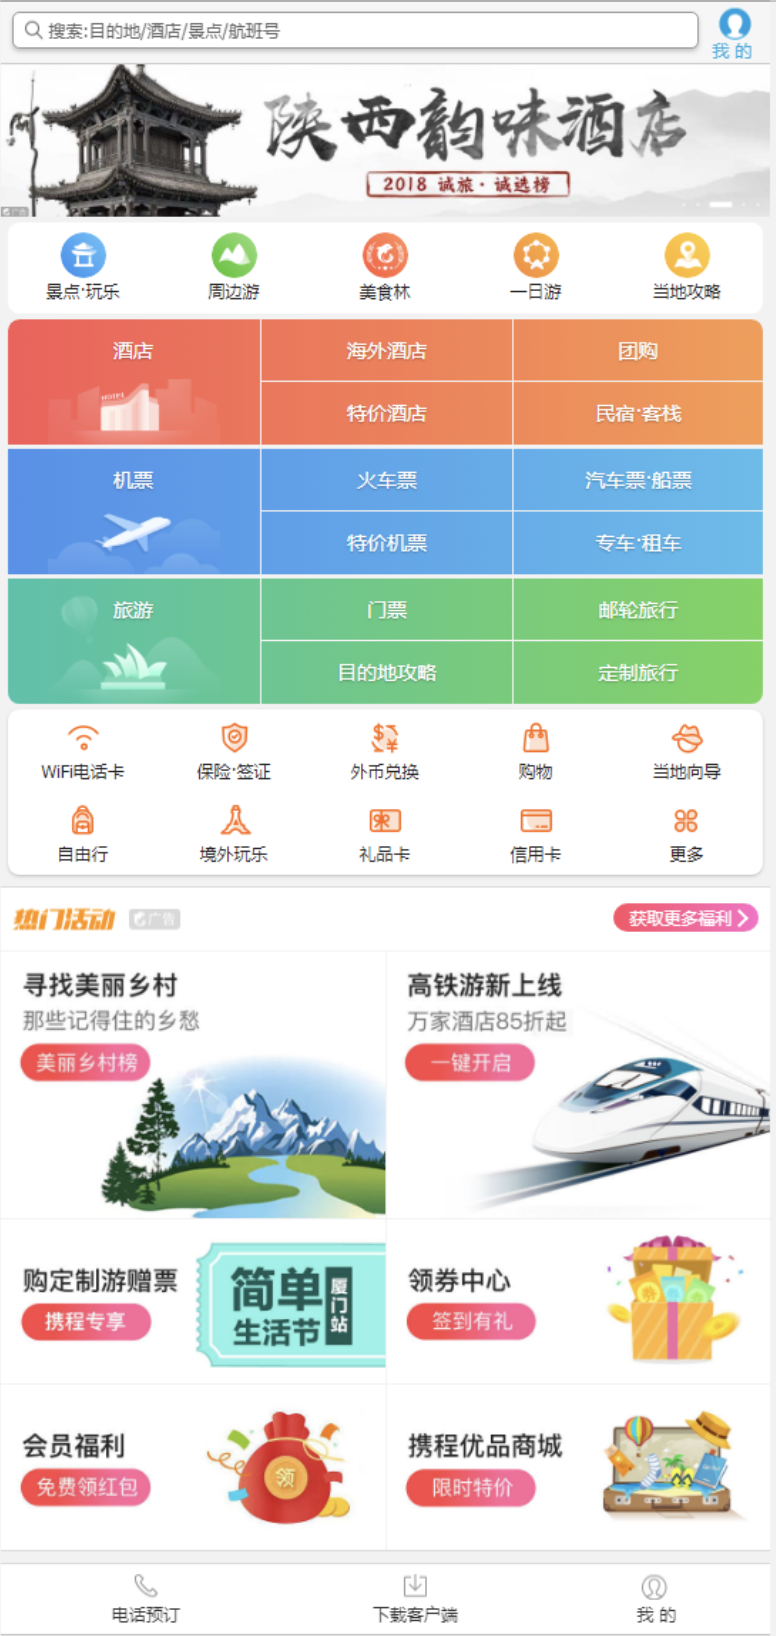 搜索:目的地/酒店/景点/航班号
我 的
陕西韵味酒店
2018 诚旅·诚选榜
广告
景点·玩乐
周边游
美食林
一日游
当地攻略
酒店
海外酒店
团购
HOTEL
特价酒店
民宿·客栈
机票
火车票
汽车票·船票
特价机票
专车·租车
旅游
门票
邮轮旅行
目的地攻略
定制旅行
WiFi电话卡
保险·签证
外币兑换
购物
当地向导
自由行
境外玩乐
礼品卡
信用卡
更多
热门活动
广告
获取更多福利
寻找美丽乡村
那些记得住的乡愁
美丽乡村榜
高铁游新上线
万家酒店85折起
一键开启
购定制游赠票
携程专享
简单
生活节
厦门站
领券中心
签到有礼
券
会员福利
免费领红包
领
携程优品商城
限时特价
电话预订
下载客户端
我 的